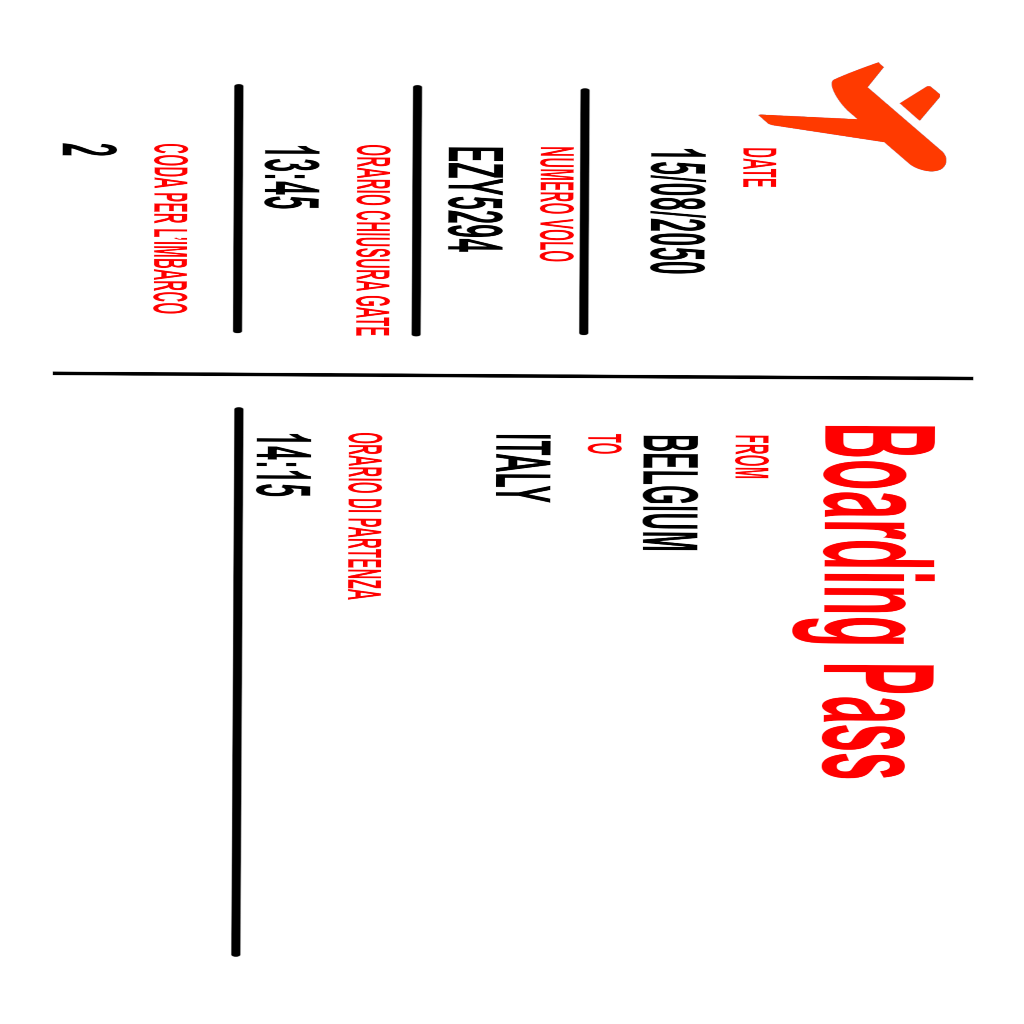 DATE
15/08/2050
NUMERO VOLO
EZY5294
ORARIO CHIUSURA GATE
13:45
CODA PER L'IMBARCO
2
Boarding Pass
FROM
BELGIUM
TO
ITALY
ORARIO DI PARTENZA
14:15